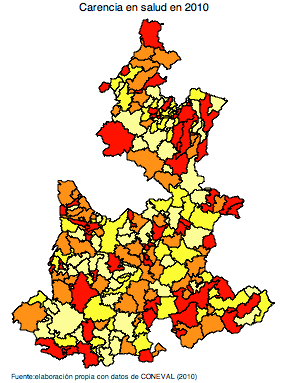 Carencia en salud en 2010
Fuente:elaboración propia con datos de CONEVAL (2010)